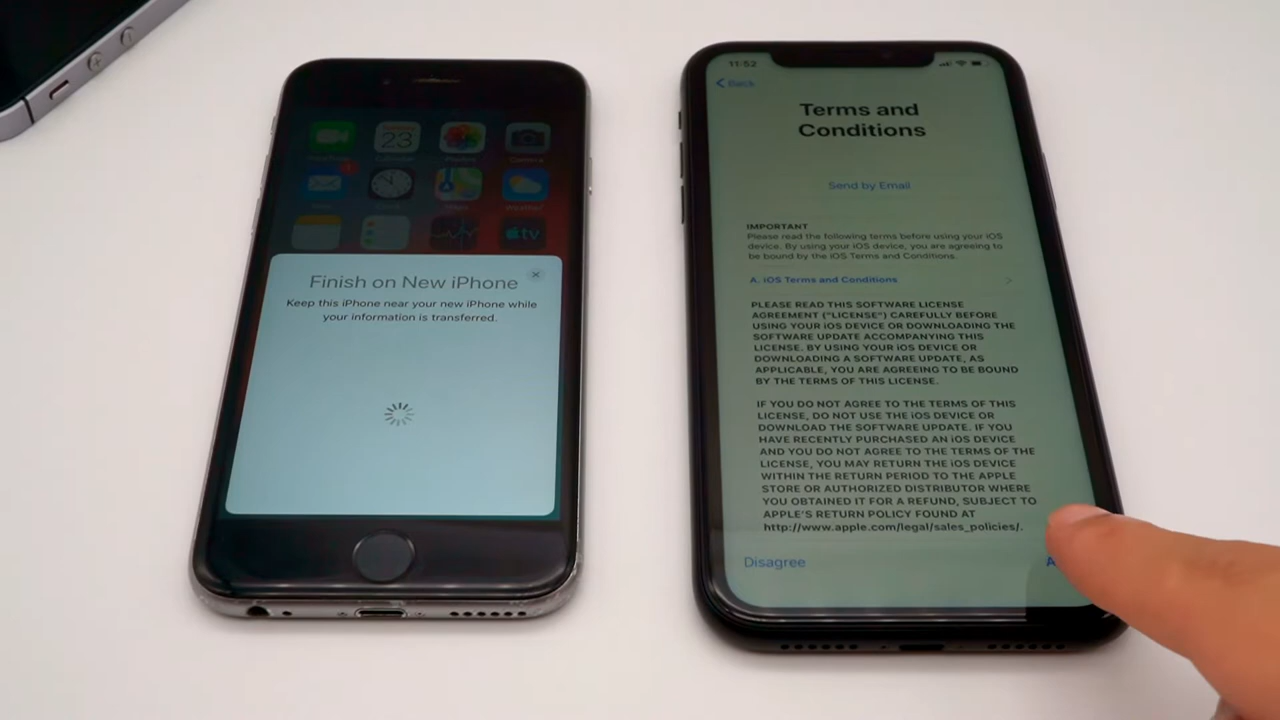 23
tv
Finish on New iPhone
Keep this iPhone near your new iPhone while
your information is transferred.
11:52
Back
Terms and
Conditions
Send by Email
IMPORTANT
Please read the following terms before using your iOS
device. By using your iOS device, you are agreeing to
be bound by the iOS Terms and Conditions.
A. iOS Terms and Conditions
PLEASE READ THIS SOFTWARE LICENSE
AGREEMENT ("LICENSE") CAREFULLY BEFORE
USING YOUR iOS DEVICE OR DOWNLOADING THE
SOFTWARE UPDATE ACCOMPANYING THIS
LICENSE. BY USING YOUR iOS DEVICE OR
DOWNLOADING A SOFTWARE UPDATE, AS
APPLICABLE, YOU ARE AGREEING TO BE BOUND
BY THE TERMS OF THIS LICENSE.
IF YOU DO NOT AGREE TO THE TERMS OF THIS
LICENSE, DO NOT USE THE iOS DEVICE OR
DOWNLOAD THE SOFTWARE UPDATE. IF YOU
HAVE RECENTLY PURCHASED AN iOS DEVICE
AND YOU DO NOT AGREE TO THE TERMS OF THE
LICENSE, YOU MAY RETURN THE iOS DEVICE
WITHIN THE RETURN PERIOD TO THE APPLE
STORE OR AUTHORIZED DISTRIBUTOR WHERE
YOU OBTAINED IT FOR A REFUND, SUBJECT TO
APPLE'S RETURN POLICY FOUND AT
http://www.apple.com/legal/sales_policies/.
Disagree